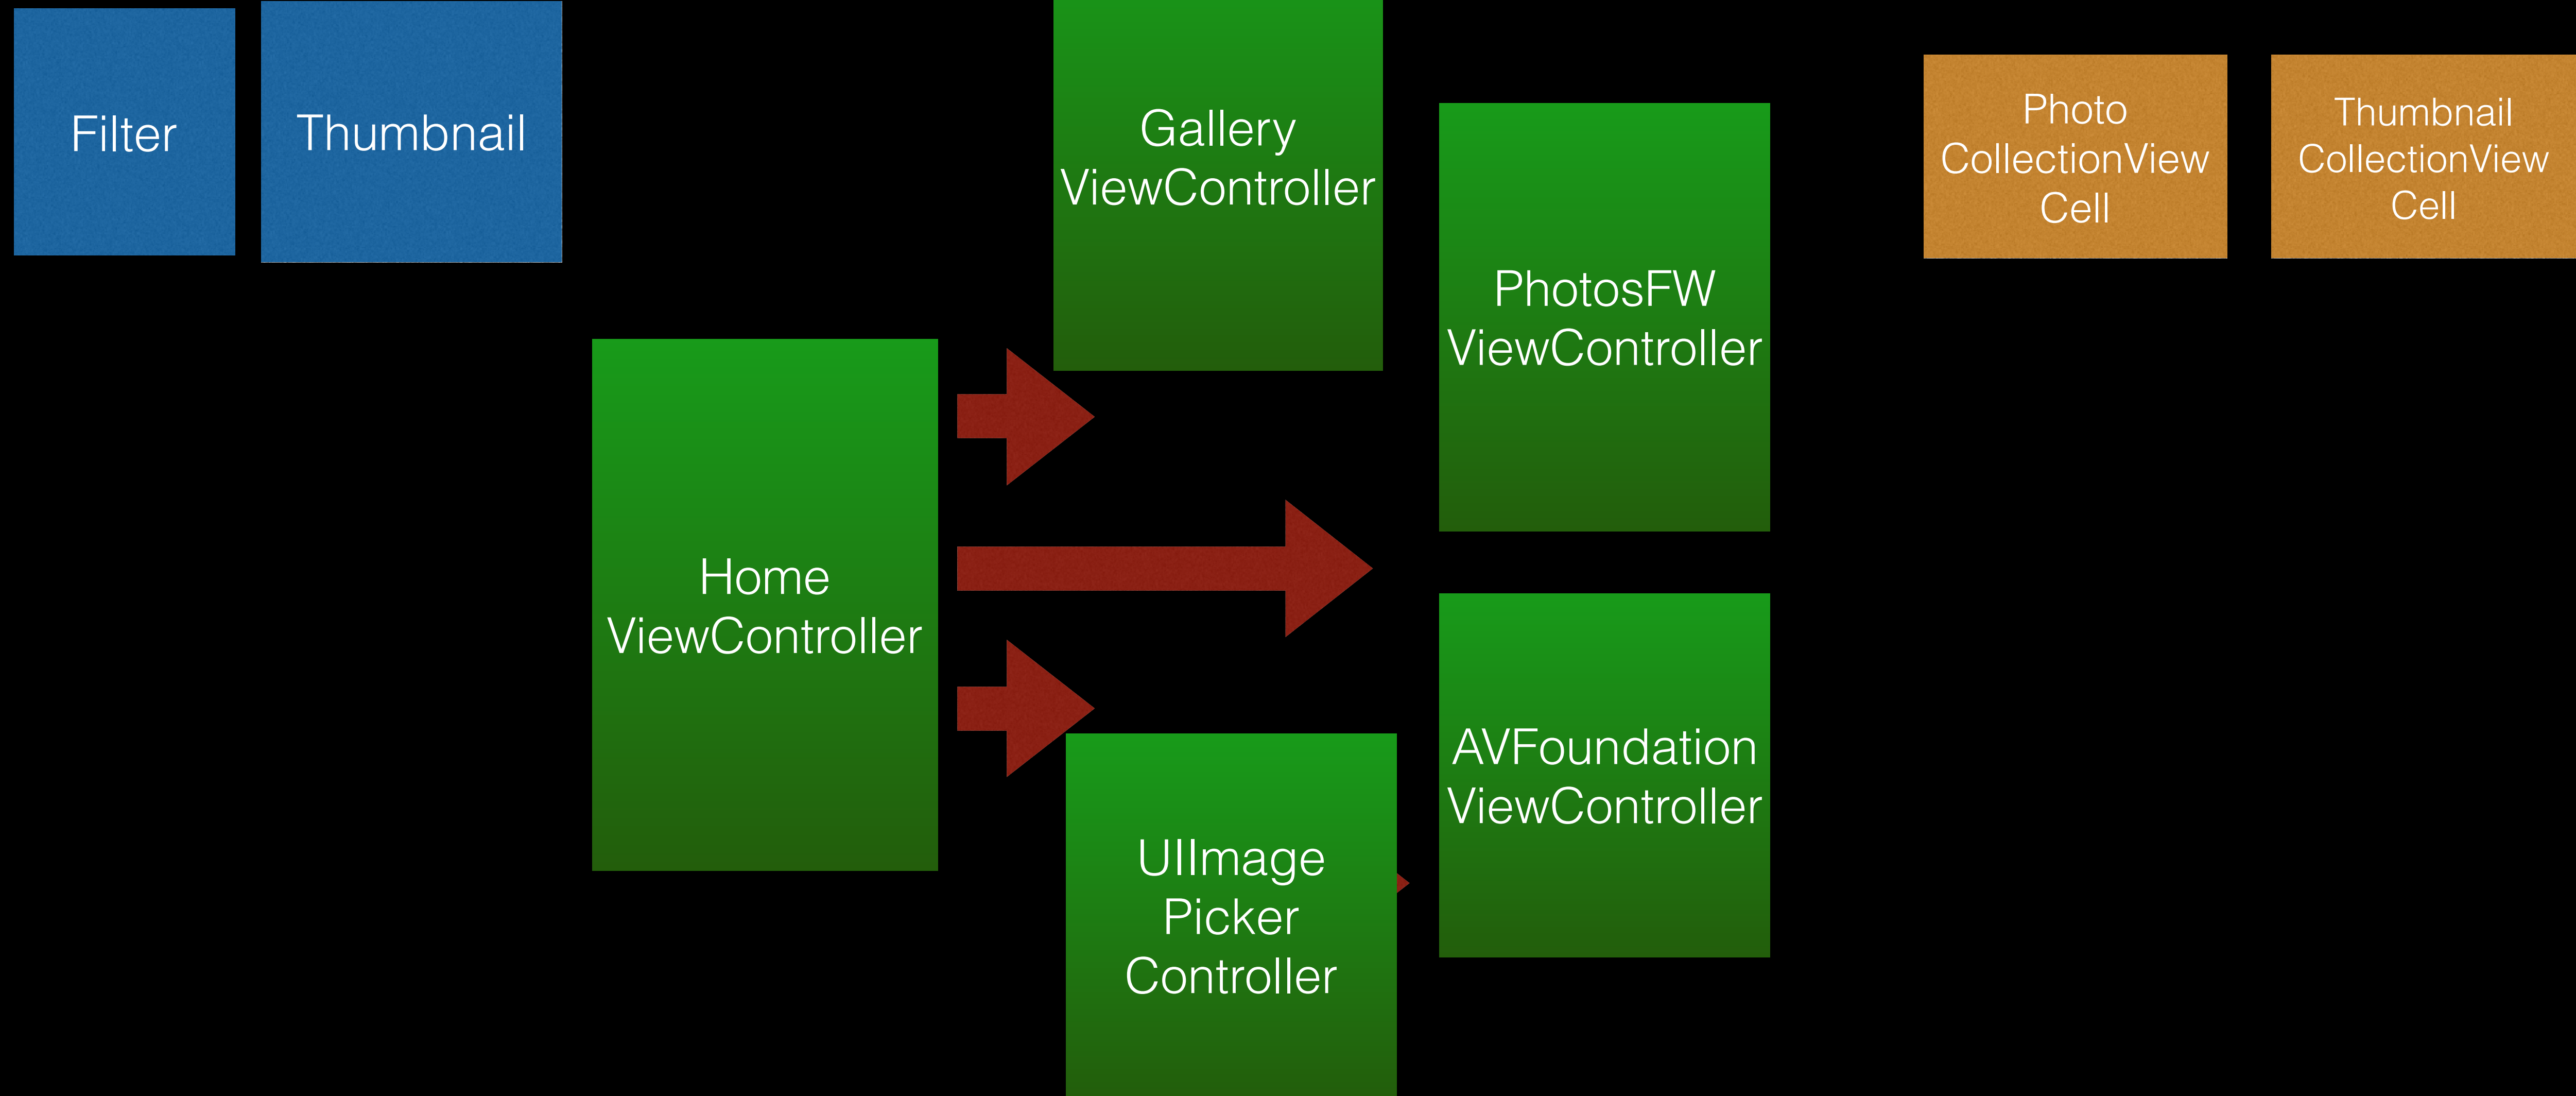 Filter
Thumbnail
Gallery
ViewController
PhotosFW
ViewController
Photo
CollectionView
Cell
Thumbnail
CollectionView
Cell
Home
ViewController
AVFoundation
ViewController
UIImage
Picker
Controller